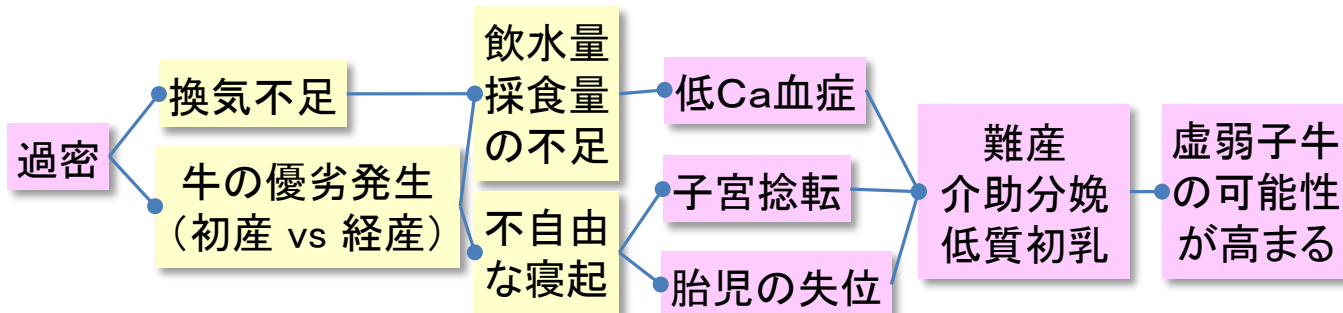 過密
換気不足
牛の優劣発生
（初産 vs 経産）
飲水量
採食量
の不足
不自由
な寝起
低Ca血症
子宮捻転
胎児の失位
難産
介助分娩
低質初乳
虚弱子牛
の可能性
が高まる